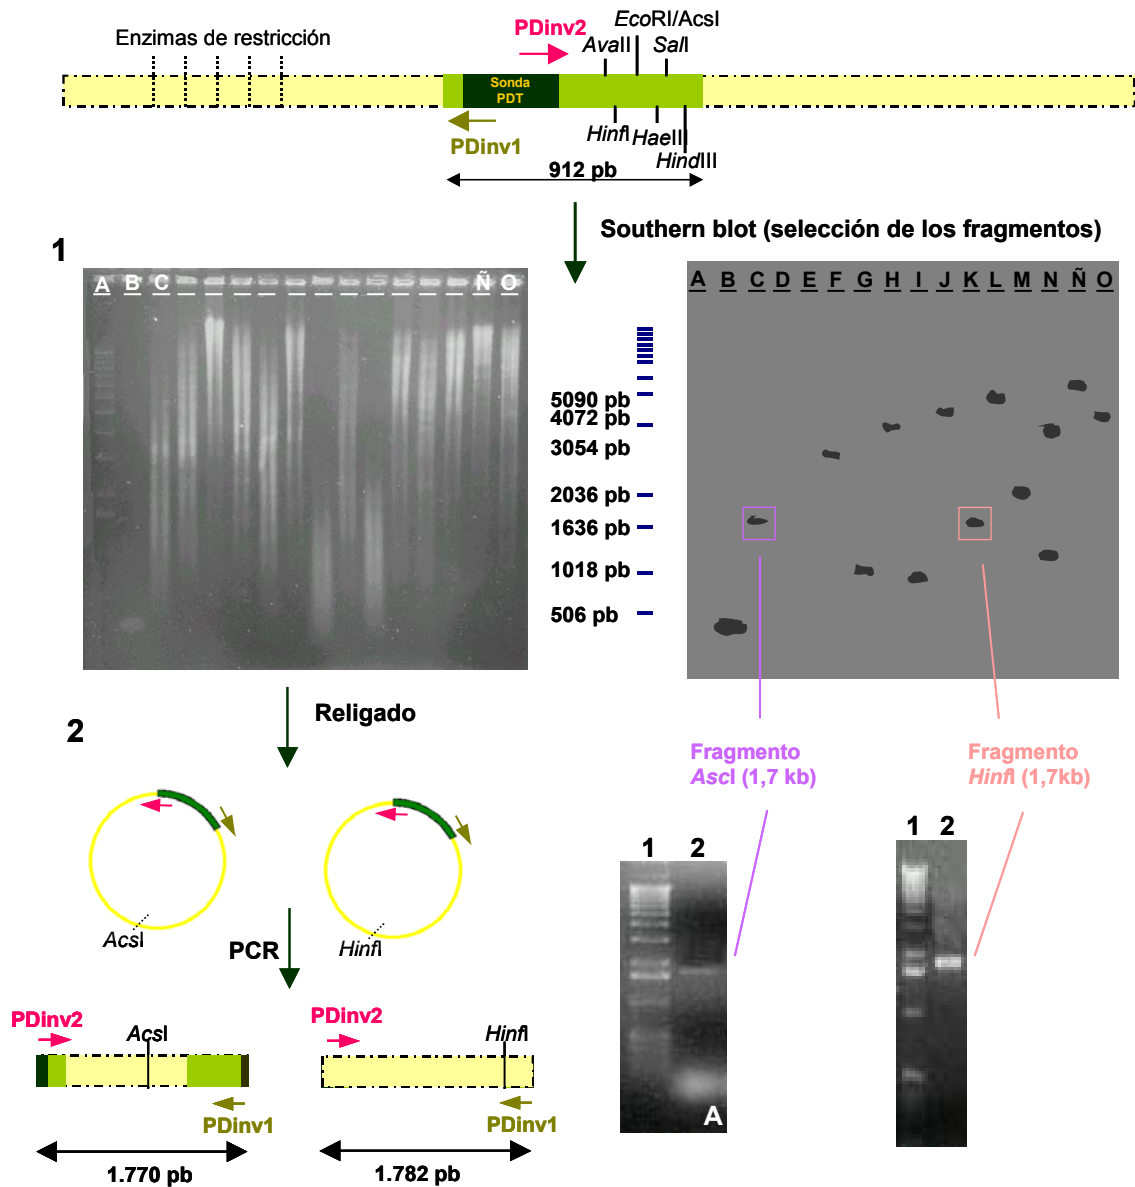 Enzimas de restricción
PDinv2
EcoRI/AcsI
AvaII
SalI
Sonda
PDT
PDinv1
HinfI
HaeIII
HindIII
912 pb
Southern blot (selección de los fragmentos)
1
A B C Ñ O
A B C D E F G H I J K L M N Ñ O
5090 pb
4072 pb
3054 pb
2036 pb
1636 pb
1018 pb
506 pb
Religado
2
Fragmento
AscI (1,7 kb)
Fragmento
HinfI (1,7kb)
AcsI
HinfI
PCR
1 2
1 2
A
PDinv2
AcsI
PDinv1
1.770 pb
PDinv2
HinfI
PDinv1
1.782 pb